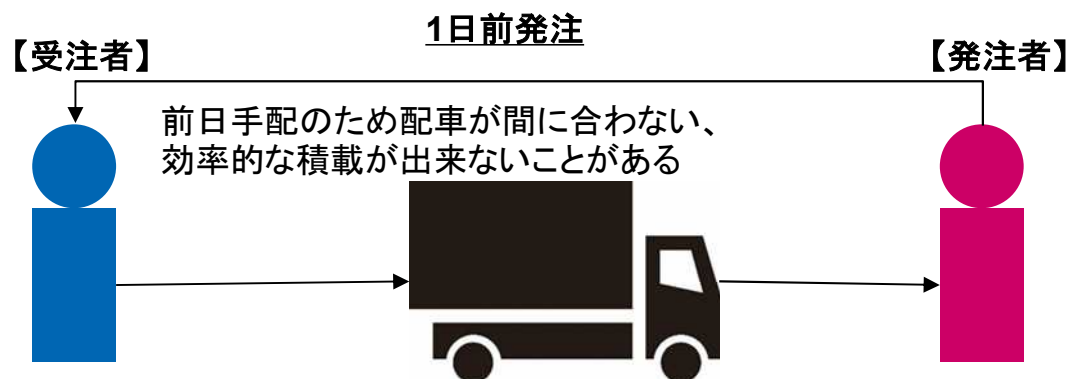 1日前発注
【受注者】
【発注者】
前日手配のため配車が間に合わない、
効率的な積載が出来ないことがある